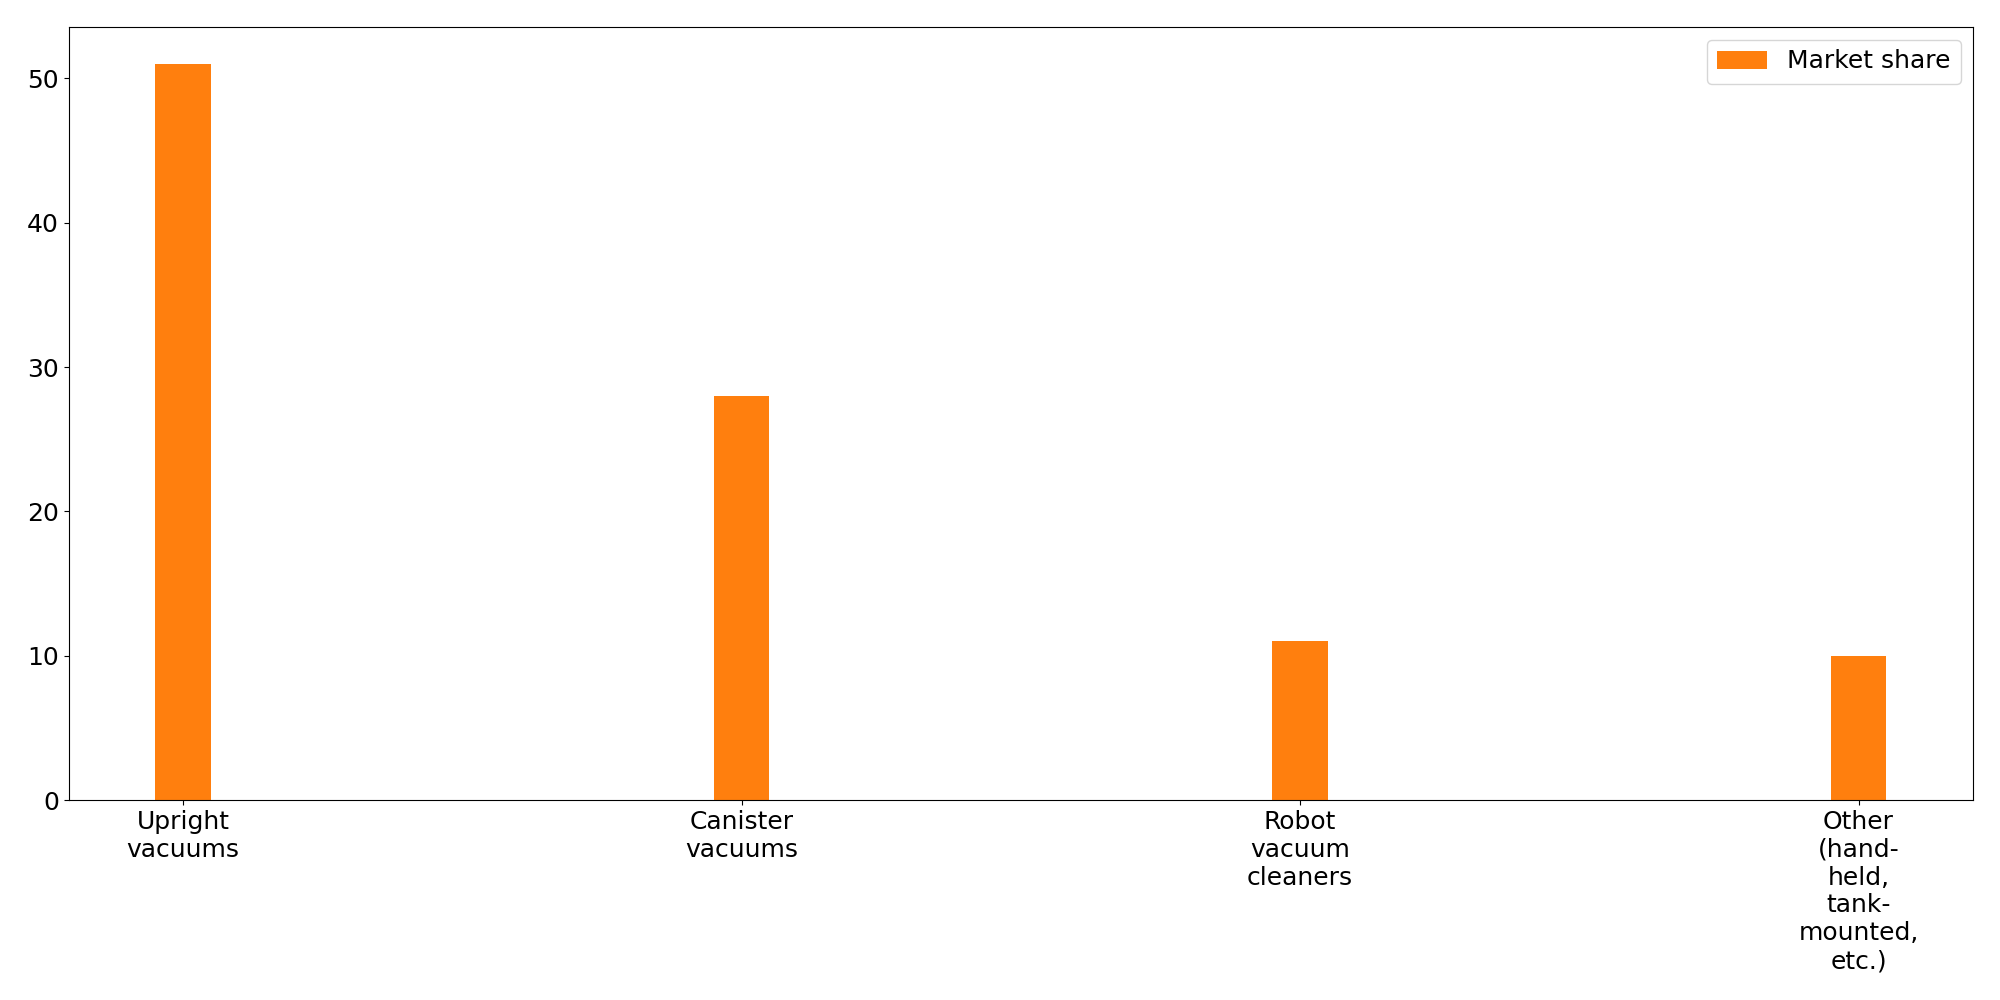 Market share
50
40
30
20
10
0
Upright
vacuums
Canister
vacuums
Robot
vacuum
cleaners
Other
(hand-
held,
tank-
mounted,
etc.)